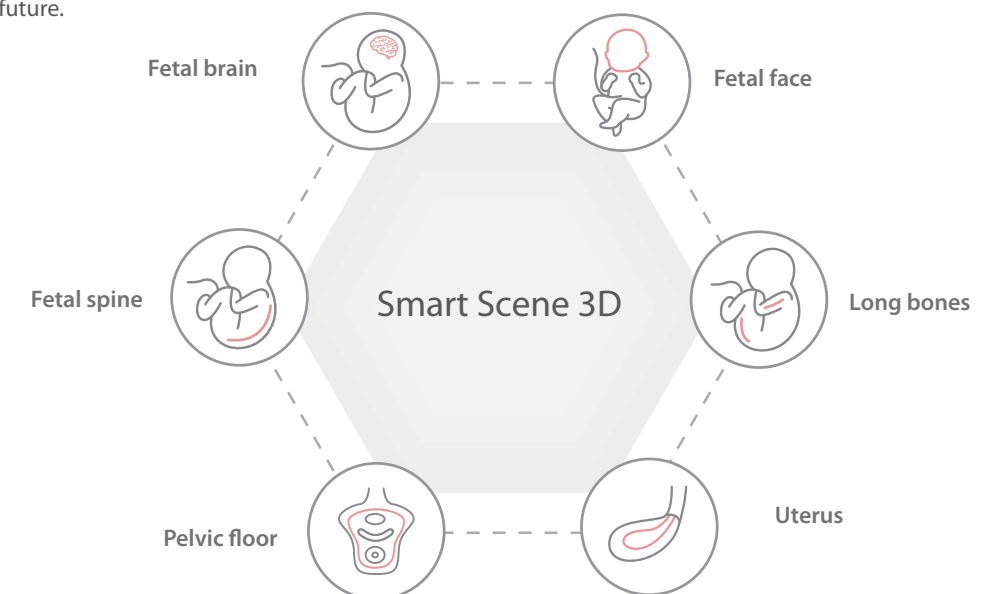 future.
Fetal brain
Fetal face
Fetal spine
Smart Scene 3D
Long bones
Pelvic floor
Uterus